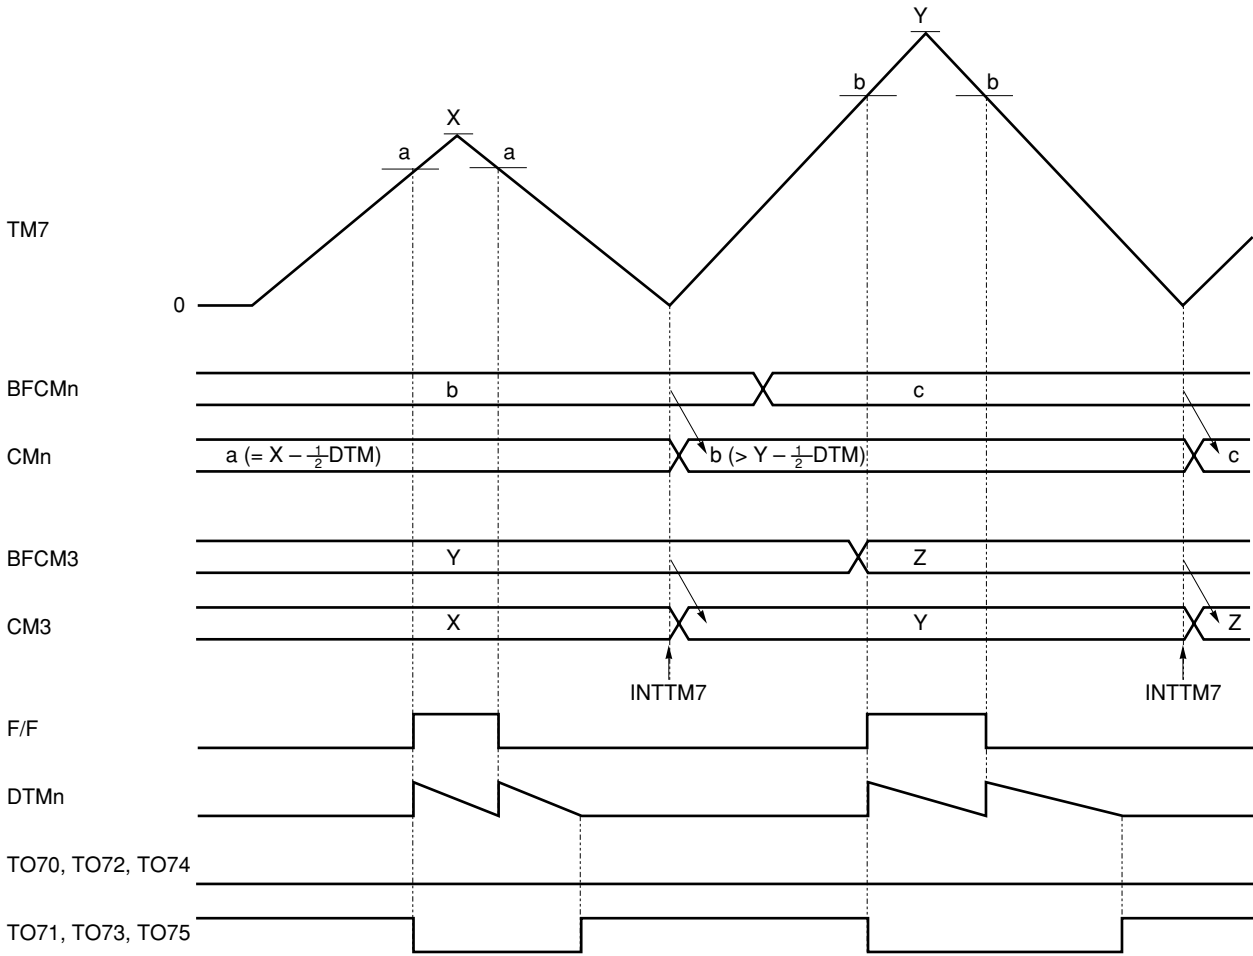 Y
b b
X
a a
TM7
0
BFCMn b c
CMn a (= X – 1/2 DTM) b (> Y – 1/2 DTM) c
BFCM3 Y Z
CM3 X Y Z
INTTM7 INTTM7
F/F
DTMn
TO70, TO72, TO74
TO71, TO73, TO75